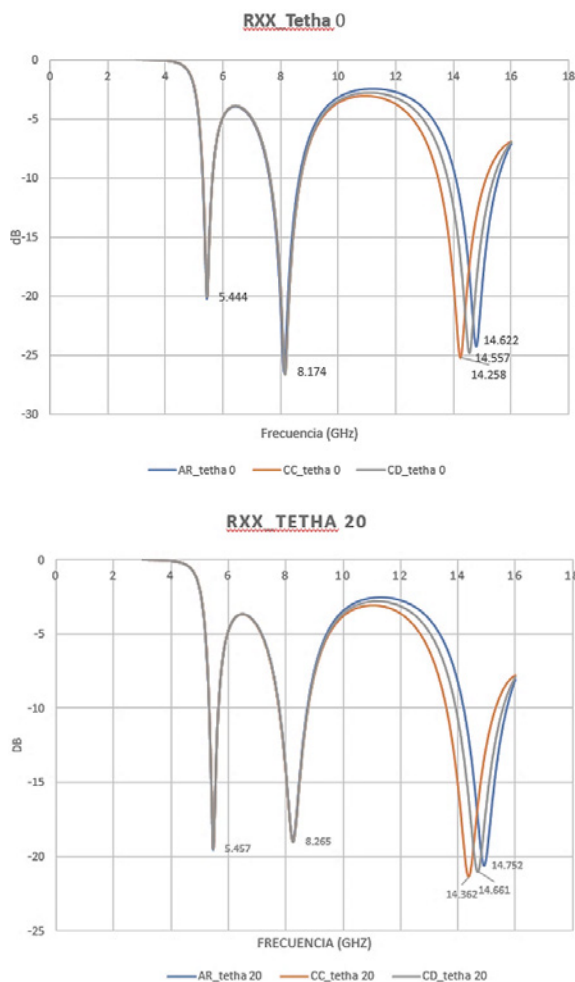 RXX_Tetha 0
0
0 2 4 6 8 10 12 14 16 18
-5
-10
-15
-20
-25
-30
dB
5.444
8.174
14.622
14.557
14.258
Frecuencia (GHz)
AR_tetha 0 CC_tetha 0 CD_tetha 0
RXX_TETHA 20
0
0 2 4 6 8 10 12 14 16 18
-5
-10
-15
-20
-25
DB
5.457
8.265
14.752
14.661
14.362
FRECUENCIA (GHZ)
AR_tetha 20 CC_tetha 20 CD_tetha 20